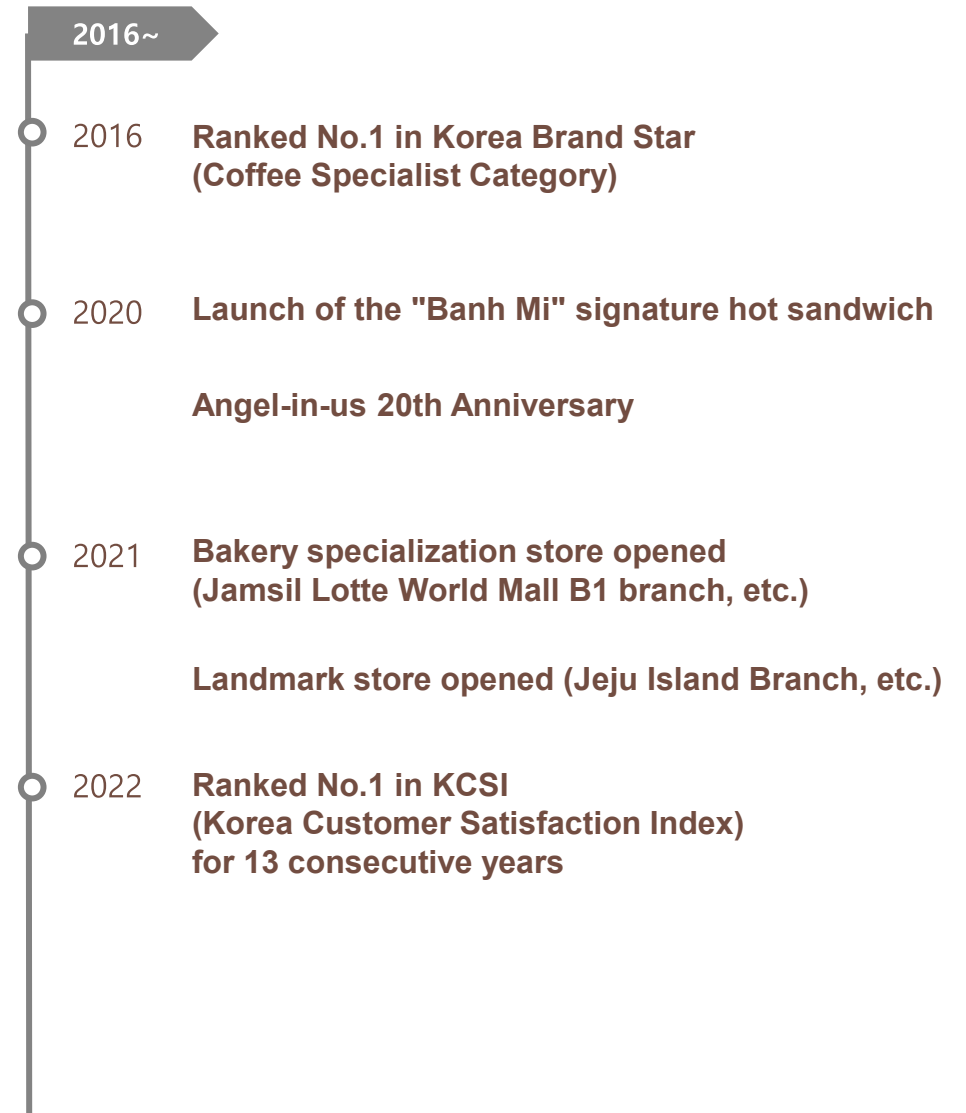 2016~
2016
Ranked No.1 in Korea Brand Star
(Coffee Specialist Category)
2020
Launch of the "Banh Mi" signature hot sandwich
Angel-in-us 20th Anniversary
2021
Bakery specialization store opened
(Jamsil Lotte World Mall B1 branch, etc.)
Landmark store opened (Jeju Island Branch, etc.)
2022
Ranked No.1 in KCSI
(Korea Customer Satisfaction Index)
for 13 consecutive years